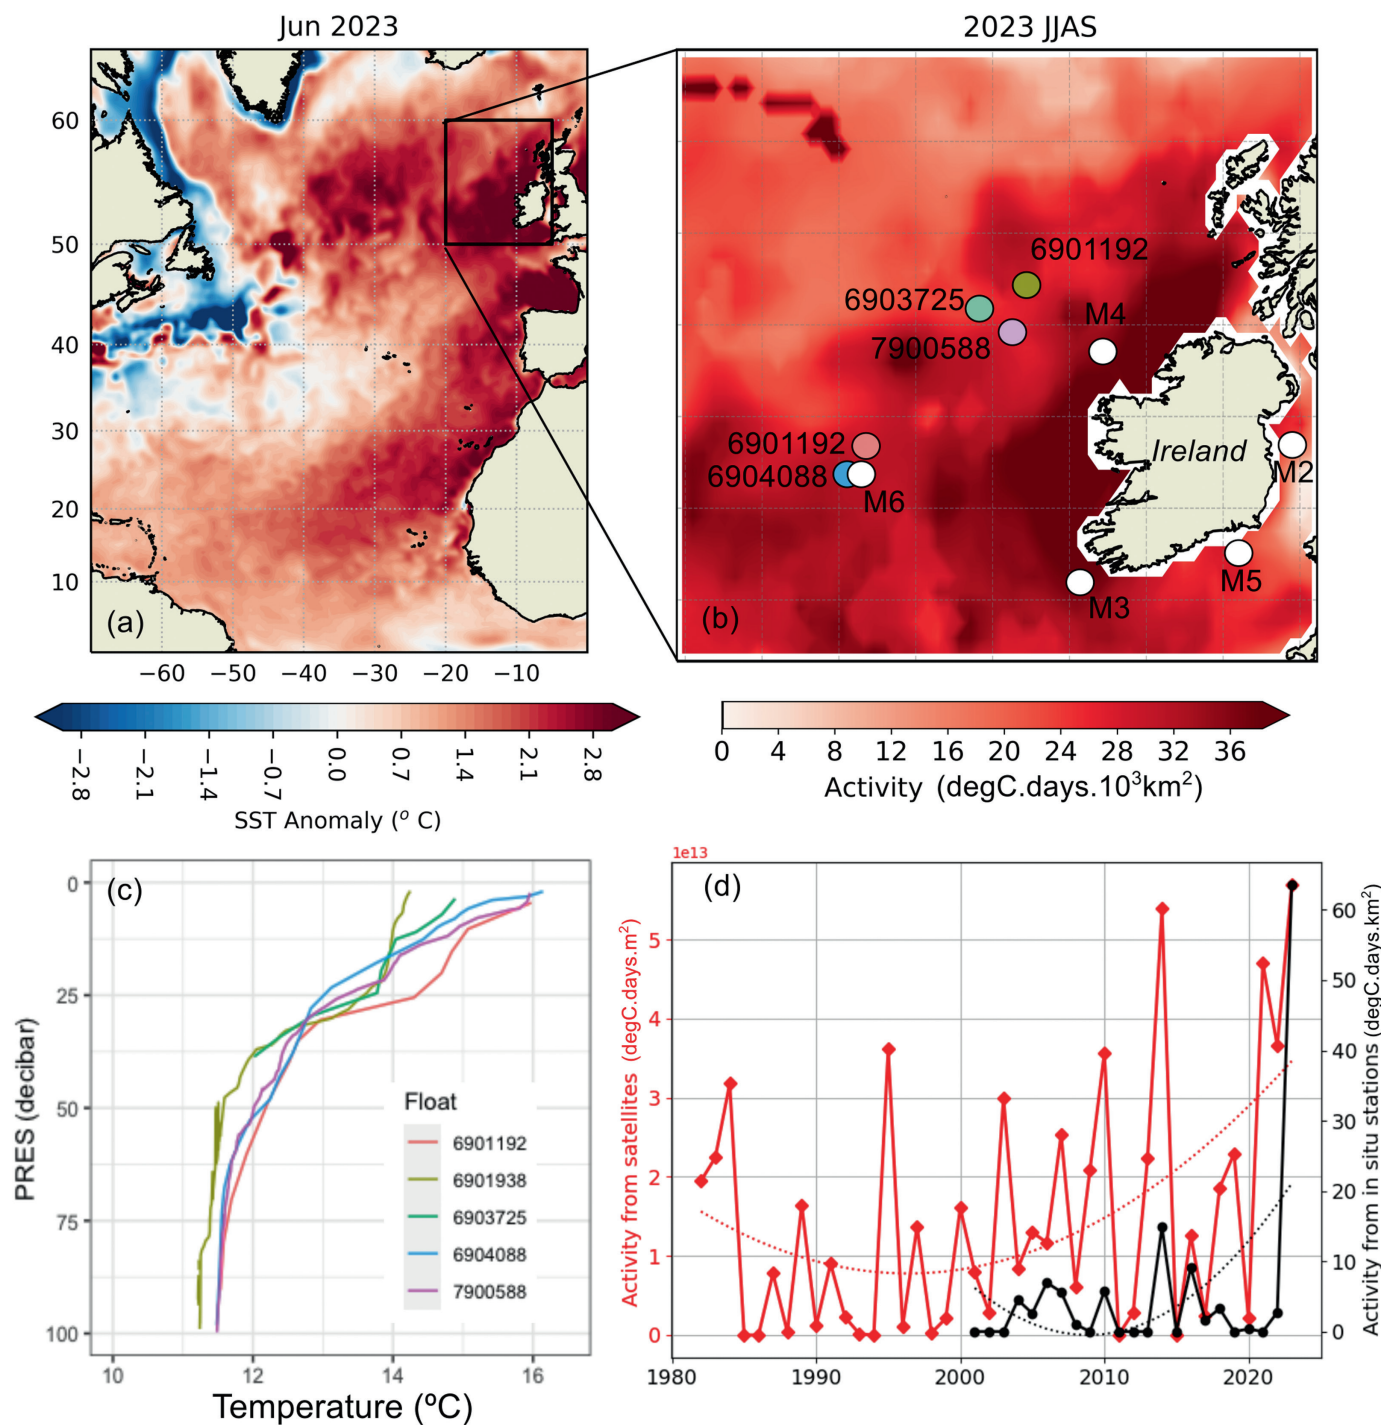 Jun 2023
2023 JJAS
60
50
40
30
20
10
(a)
−60 −50 −40 −30 −20 −10
−2.8 −2.1 −1.4 −0.7 0.0 0.7 1.4 2.1 2.8
SST Anomaly (° C)
6901192
6903725
M4
7900588
6901192
Ireland
6904088
M6
M2
M5
M3
(b)
0 4 8 12 16 20 24 28 32 36
Activity (degC.days.10³km²)
(c)
0
25
50
75
100
PRES (decibar)
Float
6901192
6901938
6903725
6904088
7900588
10 12 14 16
Temperature (ºC)
1e13
(d)
5
4
3
2
1
0
Activity from satellites (degC.days.m²)
60
50
40
30
20
10
0
Activity from in situ stations (degC.days.km²)
1980 1990 2000 2010 2020